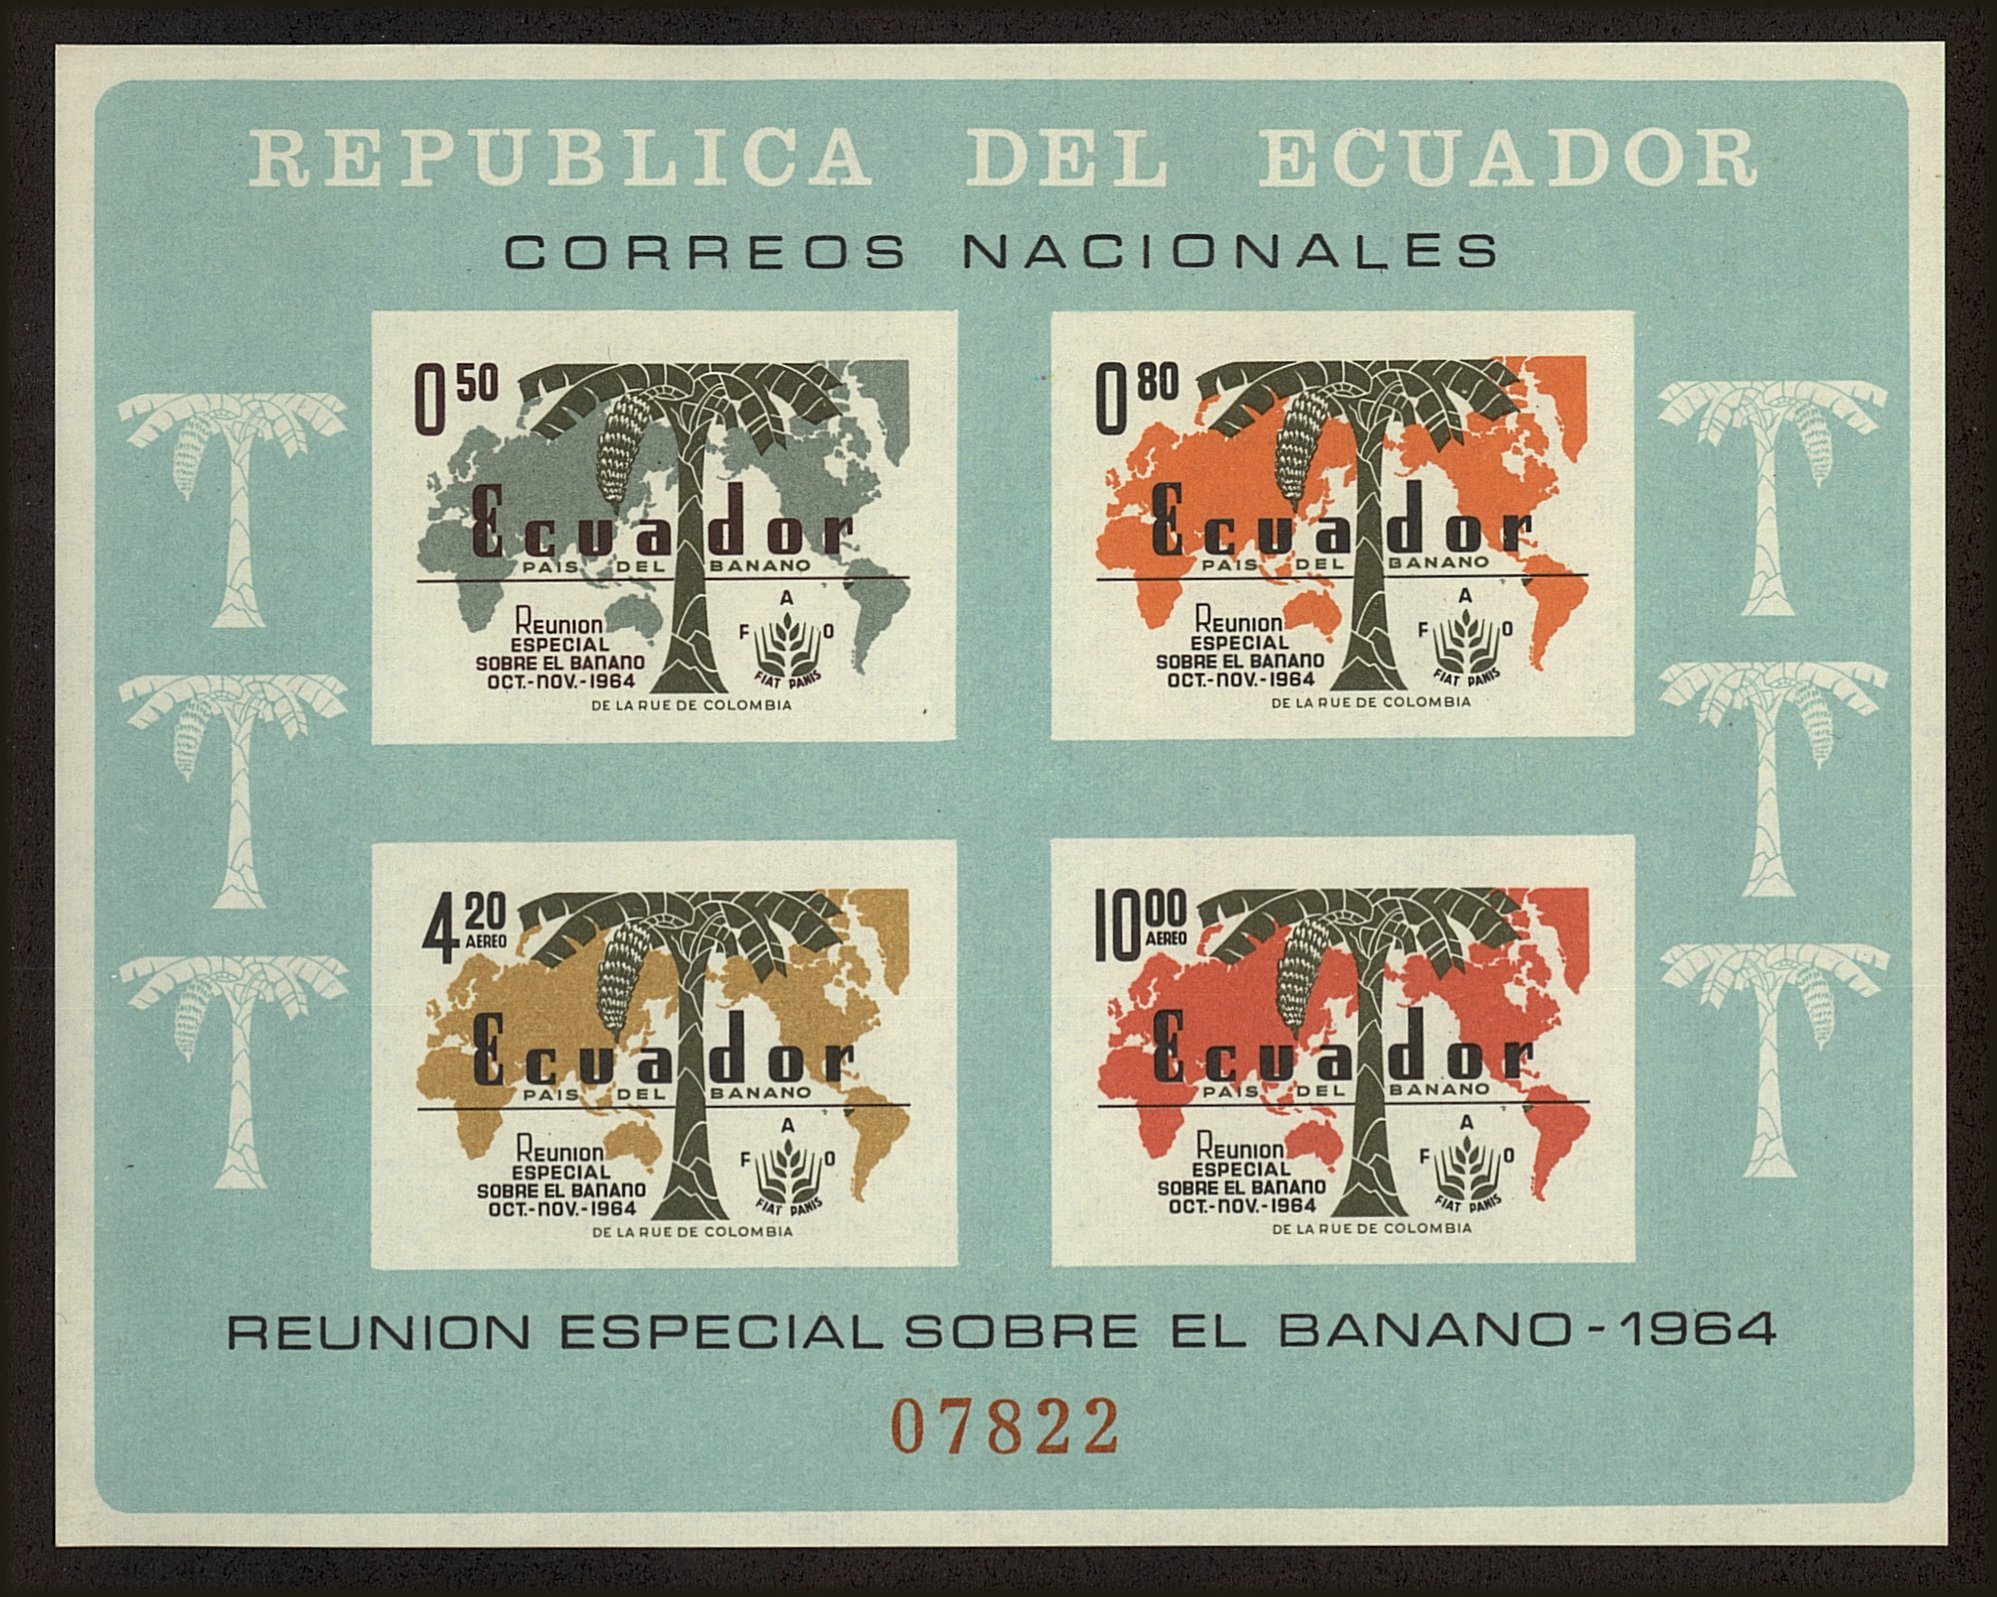 REPUBLICA DEL ECUADOR
CORREOS NACIONALES
0 50
Ecuador
PAIS DEL BANANO
REUNION
ESPECIAL
SOBRE EL BANANO
OCT.-NOV.-1964
F A O
FIAT PANIS
DE LA RUE DE COLOMBIA
0 80
Ecuador
PAIS DEL BANANO
REUNION
ESPECIAL
SOBRE EL BANANO
OCT.-NOV.-1964
F A O
FIAT PANIS
DE LA RUE DE COLOMBIA
4 20
AEREO
Ecuador
PAIS DEL BANANO
REUNION
ESPECIAL
SOBRE EL BANANO
OCT.-NOV.-1964
F A O
FIAT PANIS
DE LA RUE DE COLOMBIA
10 00
AEREO
Ecuador
PAIS DEL BANANO
REUNION
ESPECIAL
SOBRE EL BANANO
OCT.-NOV.-1964
F A O
FIAT PANIS
DE LA RUE DE COLOMBIA
REUNION ESPECIAL SOBRE EL BANANO-1964
07822